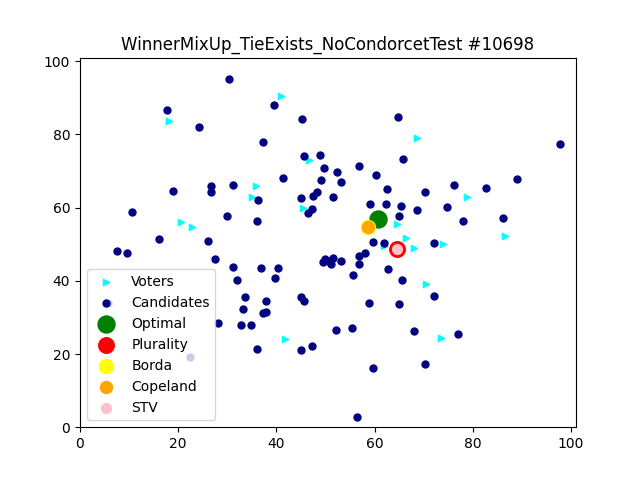 WinnerMixUp_TieExists_NoCondorcetTest #10698
100
80
60
40
20
0
Voters
Candidates
Optimal
Plurality
Borda
Copeland
STV
0 20 40 60 80 100